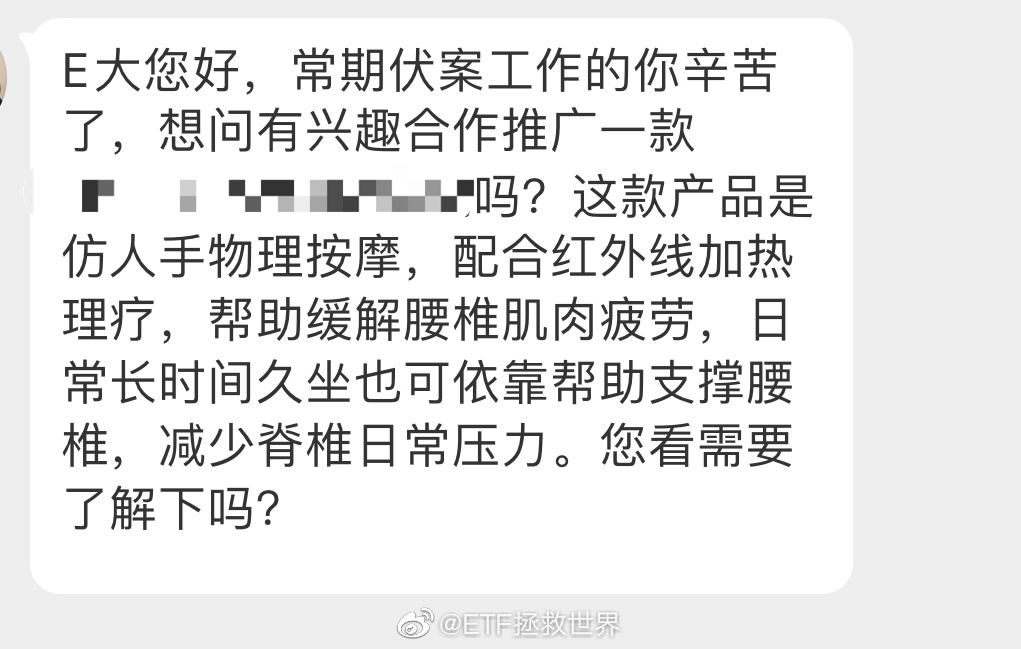 E大您好，常期伏案工作的你辛苦
了，想问有兴趣合作推广一款
吗？这款产品是
仿人手物理按摩，配合红外线加热
理疗，帮助缓解腰椎肌肉疲劳，日
常长时间久坐也可依靠帮助支撑腰
椎，减少脊椎日常压力。您看需要
了解下吗？
@ETF拯救世界